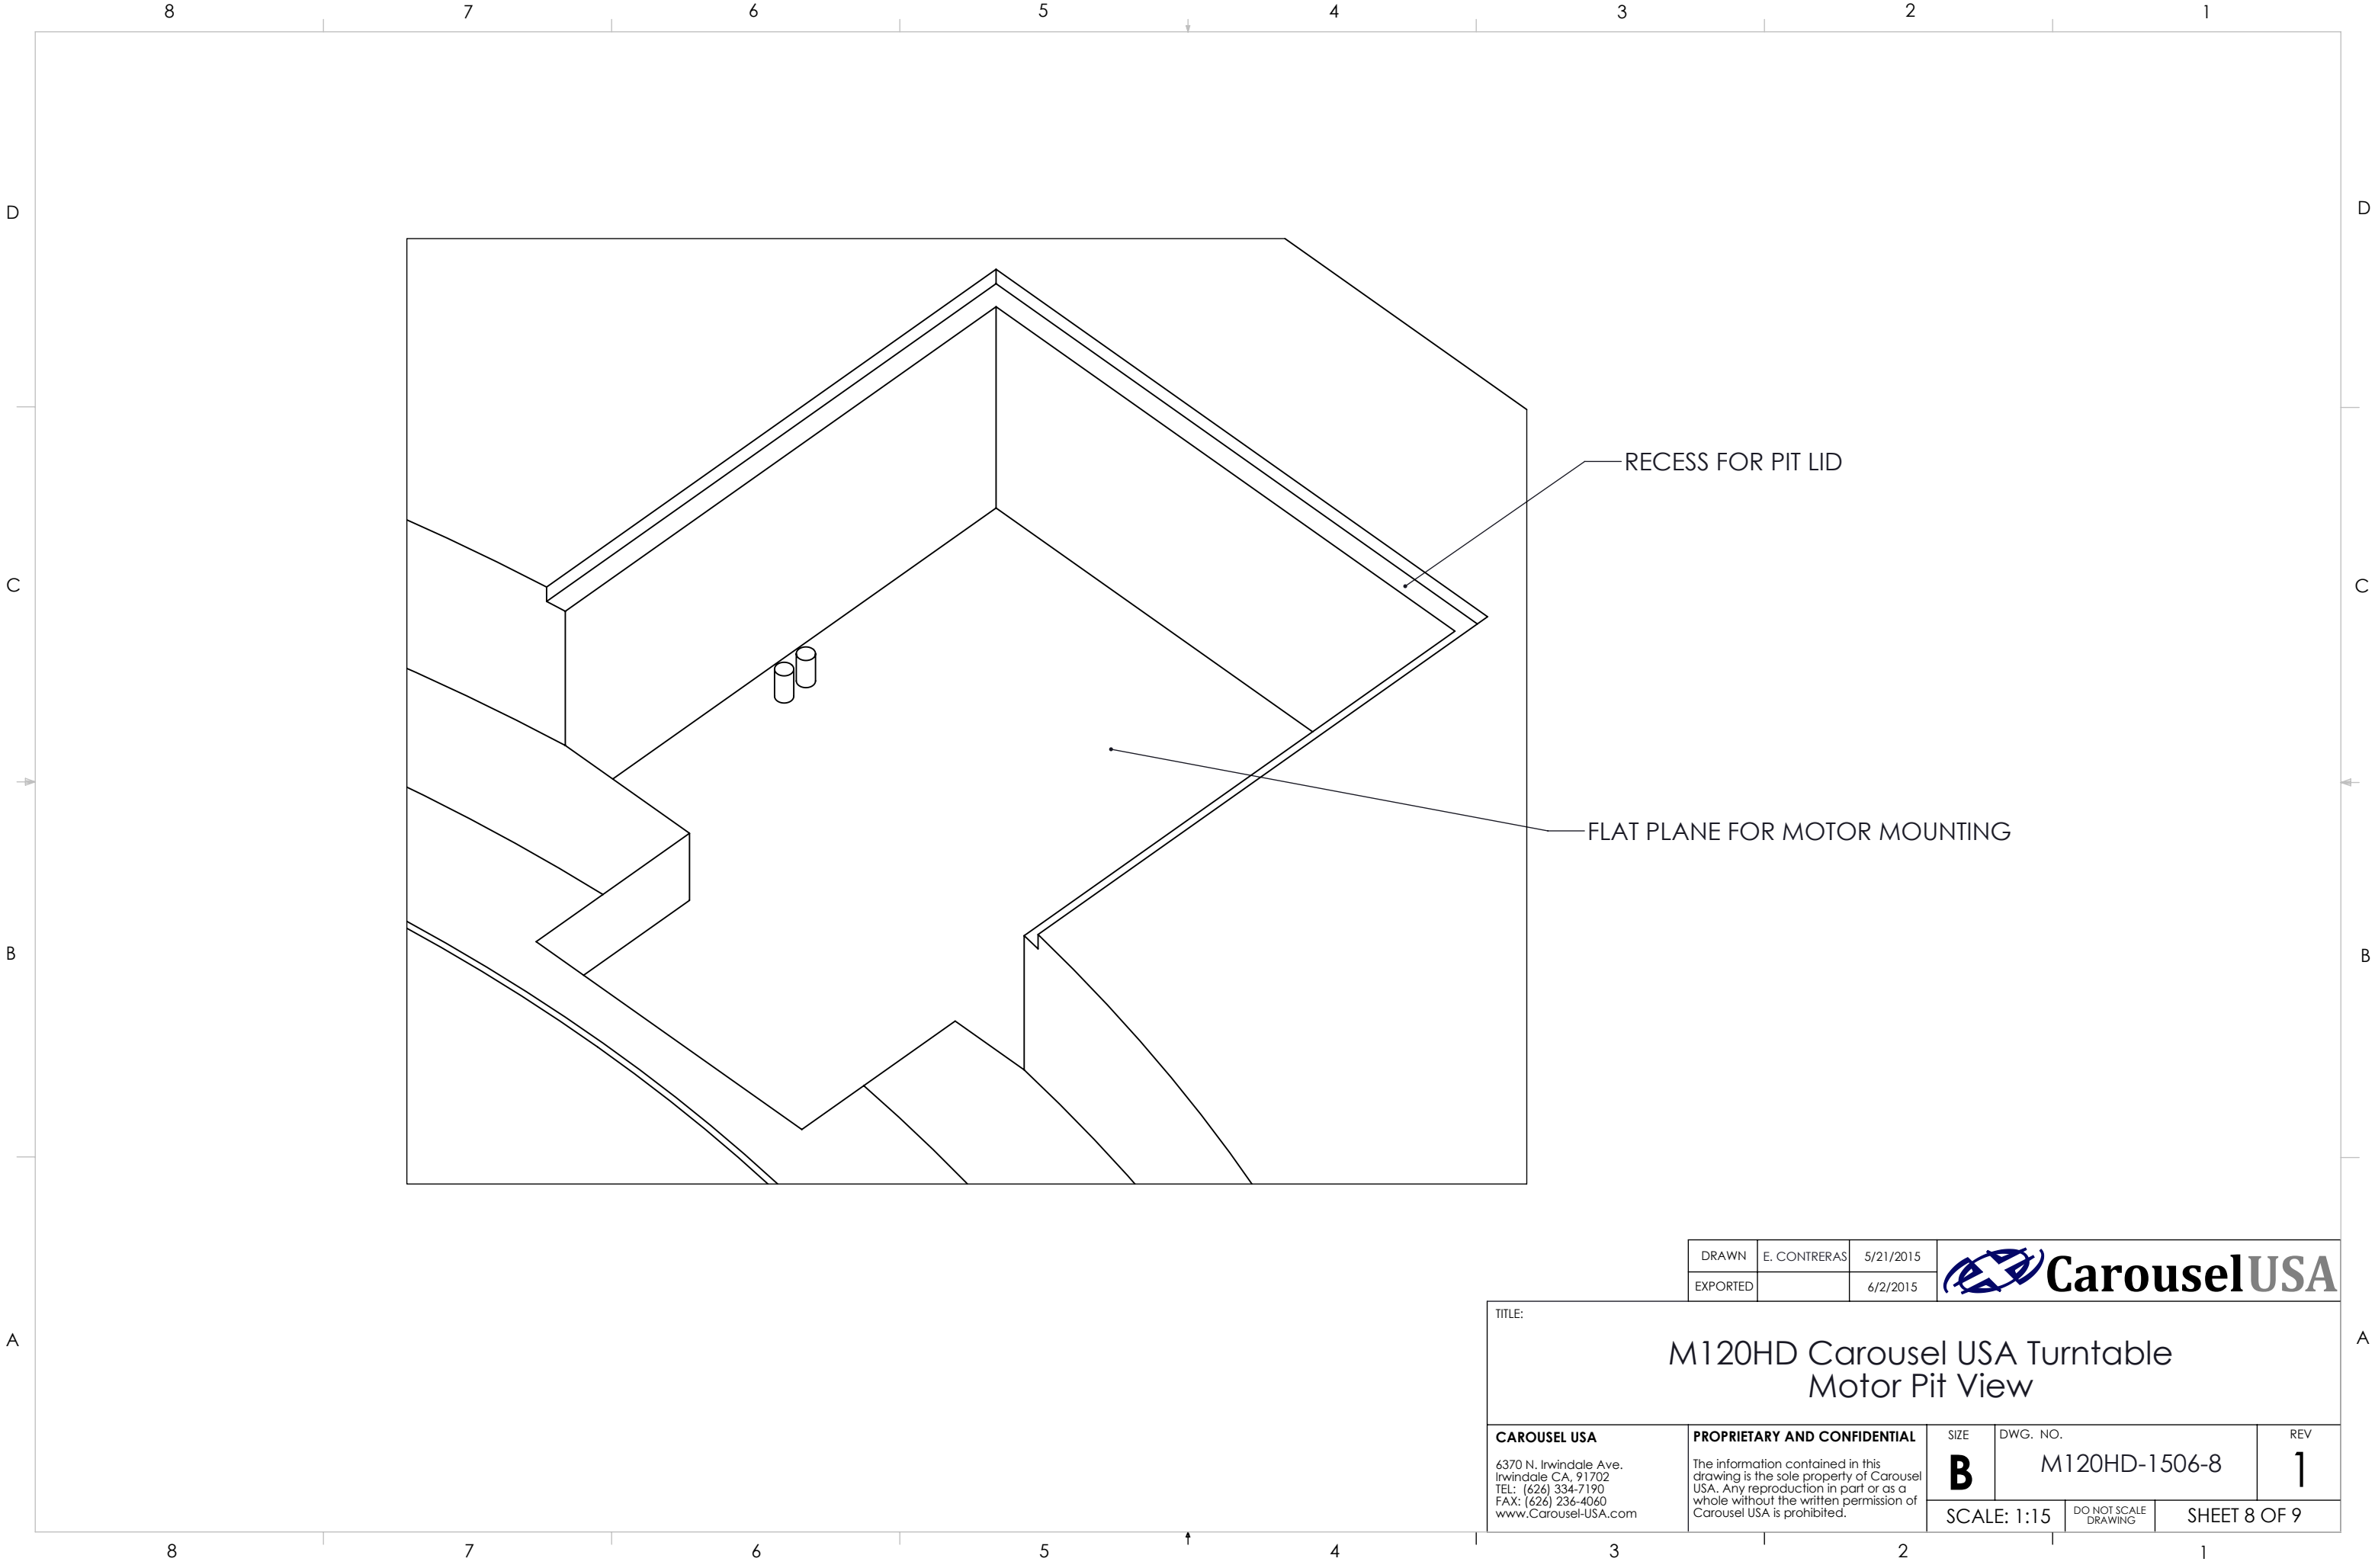 8 7 6 5 4 3 2 1
D D
RECESS FOR PIT LID
C C
FLAT PLANE FOR MOTOR MOUNTING
B B
DRAWN E. CONTRERAS 5/21/2015
EXPORTED 6/2/2015
CarouselUSA
TITLE:
A A
M120HD Carousel USA Turntable
Motor Pit View
CAROUSEL USA
6370 N. Irwindale Ave.
Irwindale CA, 91702
TEL: (626) 334-7190
FAX: (626) 236-4060
www.Carousel-USA.com
PROPRIETARY AND CONFIDENTIAL
The information contained in this
drawing is the sole property of Carousel
USA. Any reproduction in part or as a
whole without the written permission of
Carousel USA is prohibited.
SIZE
B
DWG. NO.
M120HD-1506-8
REV
1
SCALE: 1:15
DO NOT SCALE
DRAWING
SHEET 8 OF 9
8 7 6 5 4 3 2 1